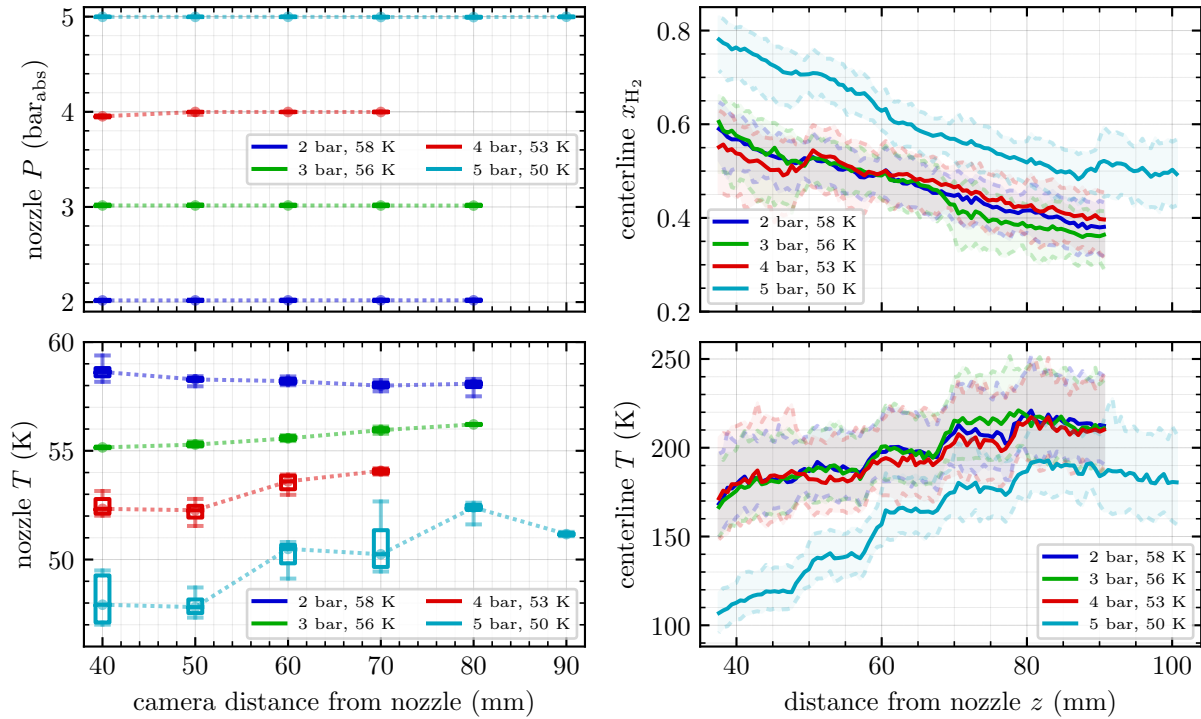 nozzle P (bar_abs)
5
4
3
2
2 bar, 58 K
3 bar, 56 K
4 bar, 53 K
5 bar, 50 K
centerline x_H₂
0.8
0.6
0.4
0.2
2 bar, 58 K
3 bar, 56 K
4 bar, 53 K
5 bar, 50 K
nozzle T (K)
60
55
50
2 bar, 58 K
3 bar, 56 K
4 bar, 53 K
5 bar, 50 K
40 50 60 70 80 90
camera distance from nozzle (mm)
centerline T (K)
250
200
150
100
2 bar, 58 K
3 bar, 56 K
4 bar, 53 K
5 bar, 50 K
40 60 80 100
distance from nozzle z (mm)